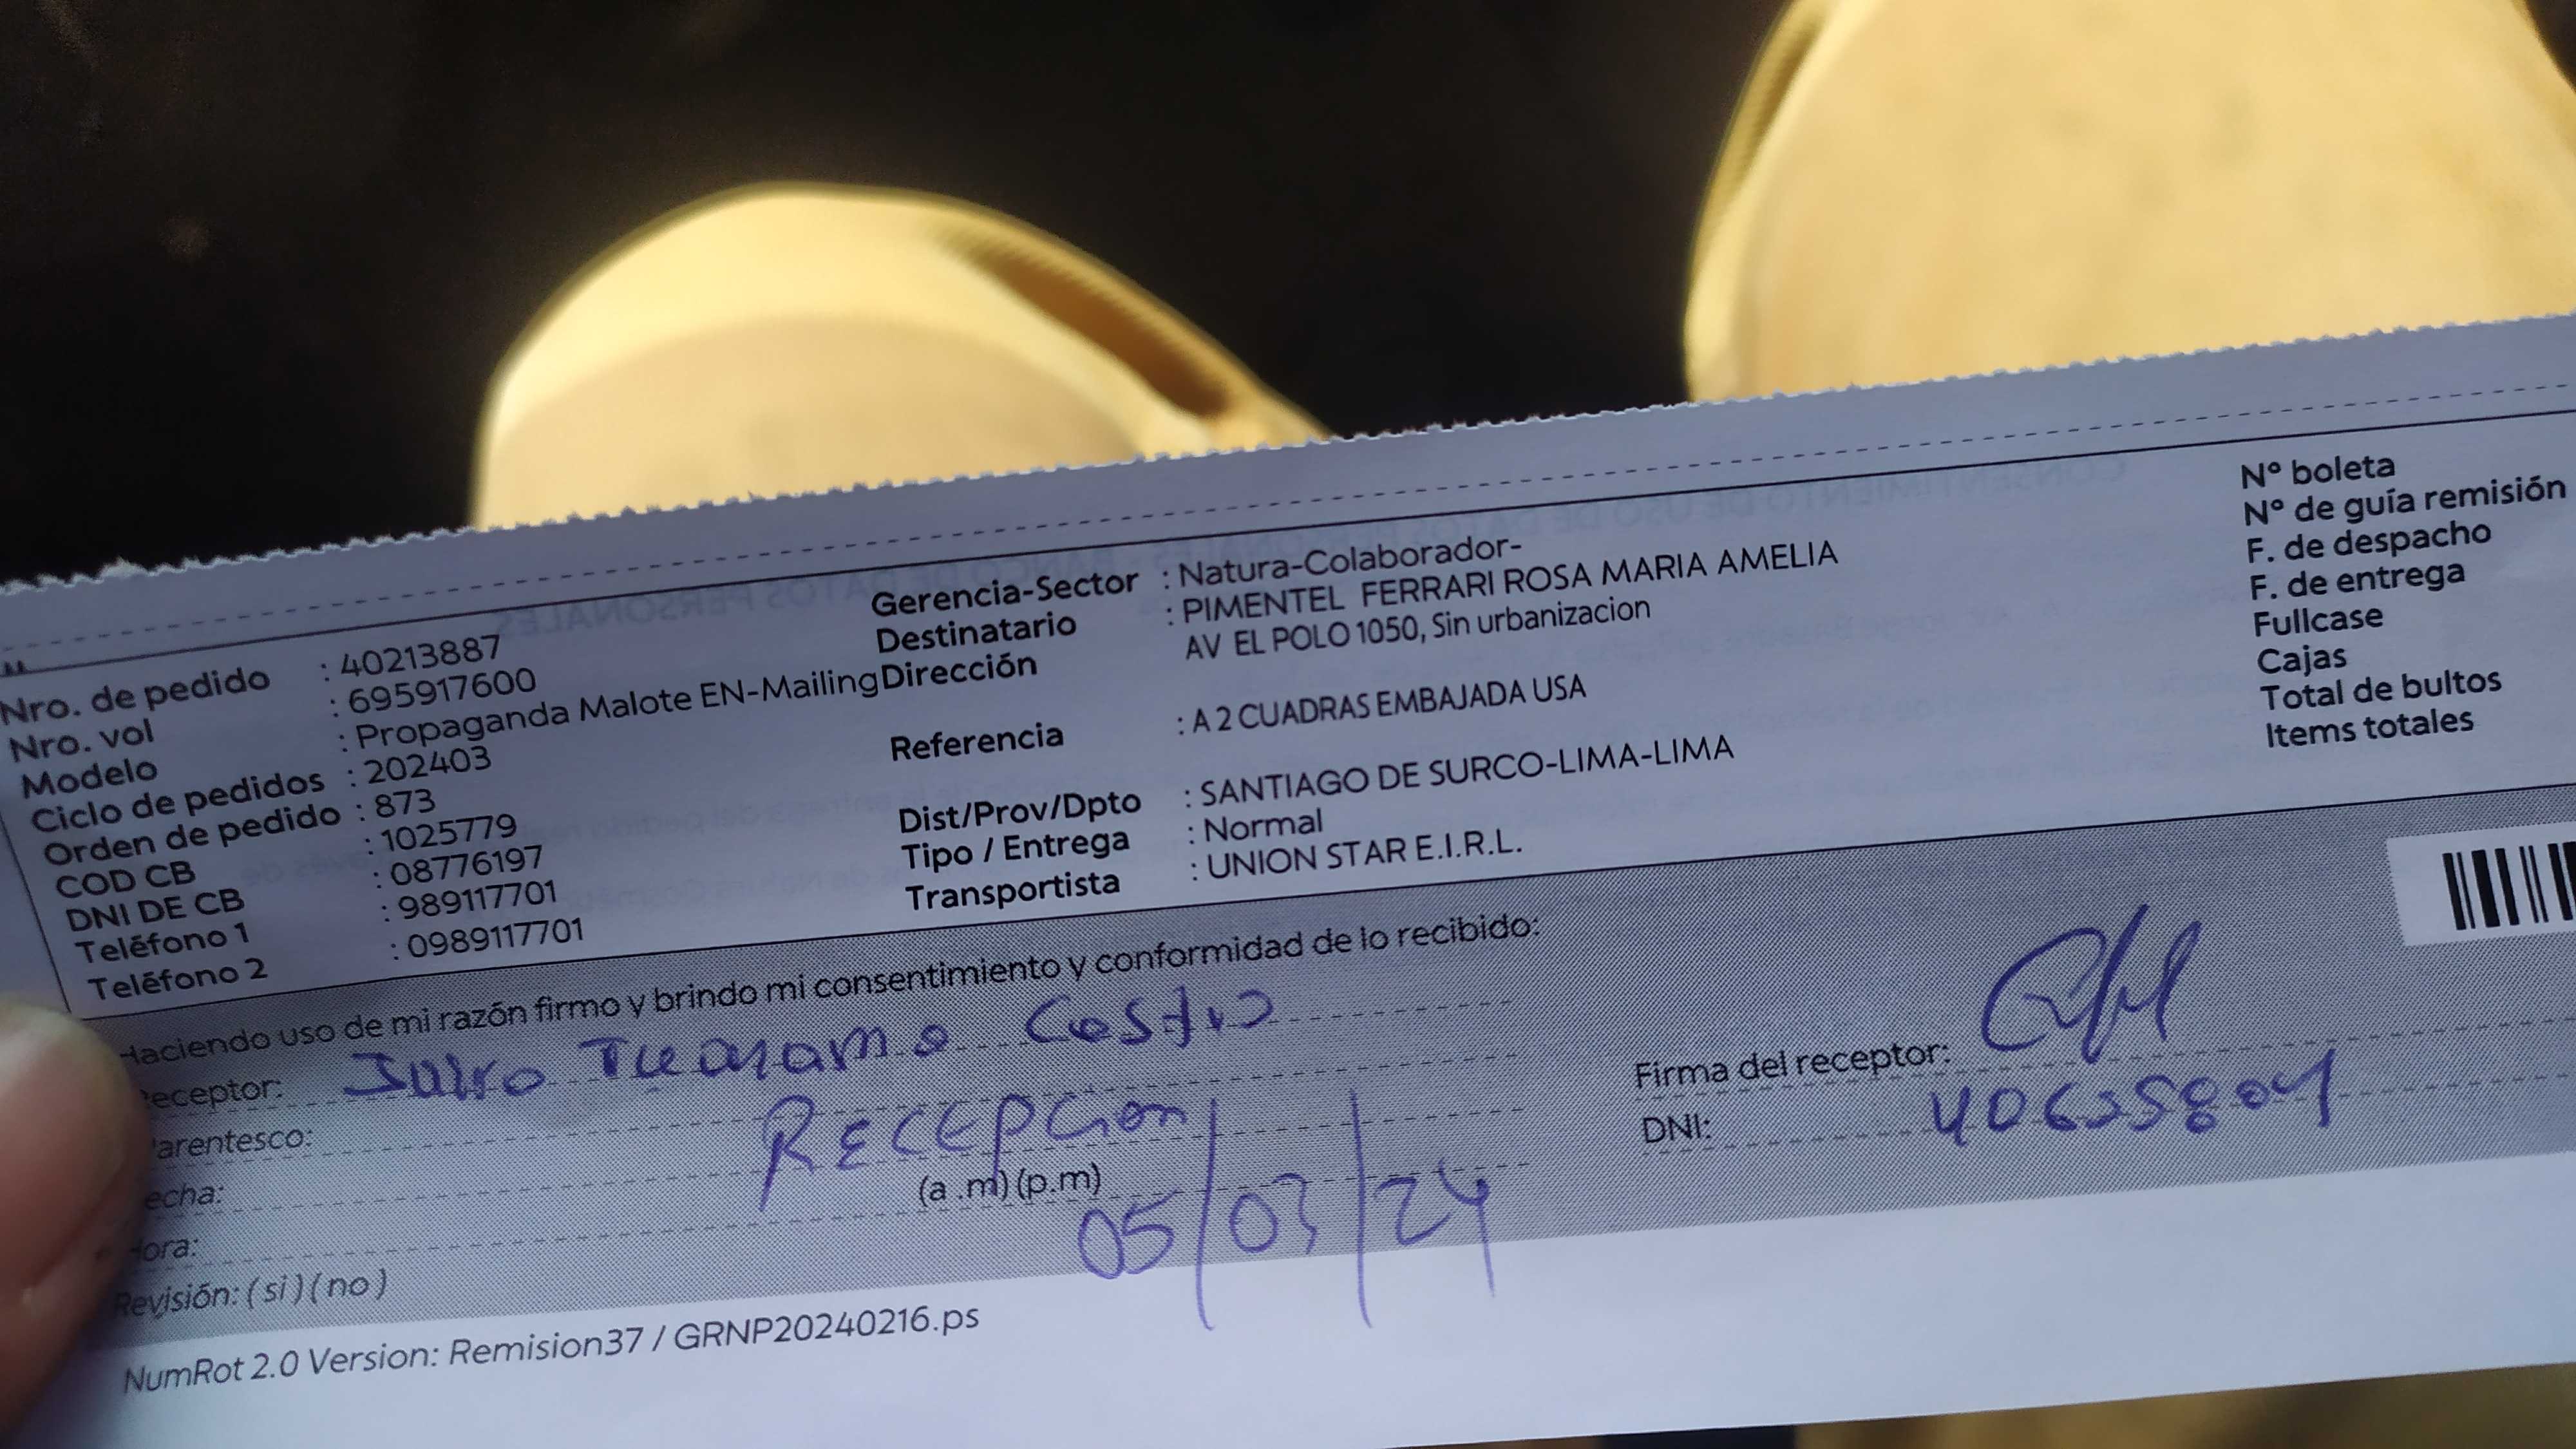 Nro. de pedido : 40213887
Nro. vol : 695917600
Modelo : Propaganda Malote EN-Mailing
Ciclo de pedidos : 202403
Orden de pedido : 873
COD CB : 1025779
DNI DE CB : 08776197
Teléfono 1 : 989117701
Teléfono 2 : 0989117701
Gerencia-Sector : Natura-Colaborador-
Destinatario : PIMENTEL FERRARI ROSA MARIA AMELIA
Dirección AV EL POLO 1050, Sin urbanizacion
Referencia : A 2 CUADRAS EMBAJADA USA
Dist/Prov/Dpto : SANTIAGO DE SURCO-LIMA-LIMA
Tipo / Entrega : Normal
Transportista : UNION STAR E.I.R.L.
Nº boleta
Nº de guía remisión
F. de despacho
F. de entrega
Fullcase
Cajas
Total de bultos
Items totales
Haciendo uso de mi razón firmo y brindo mi consentimiento y conformidad de lo recibido:
eceptor:
arentesco: RECEPCion
echa: 05/03/24
ora: (a .m) (p.m)
Revisión: ( si ) ( no )
Firma del receptor:
DNI:
NumRot 2.0 Version: Remision37 / GRNP20240216.ps